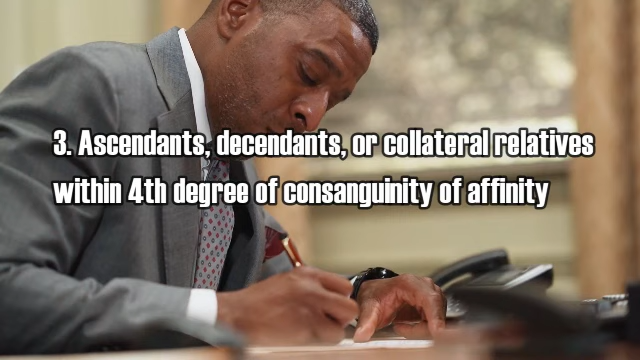 3. Ascendants, decendants, or collateral relatives
within 4th degree of consanguinity of affinity